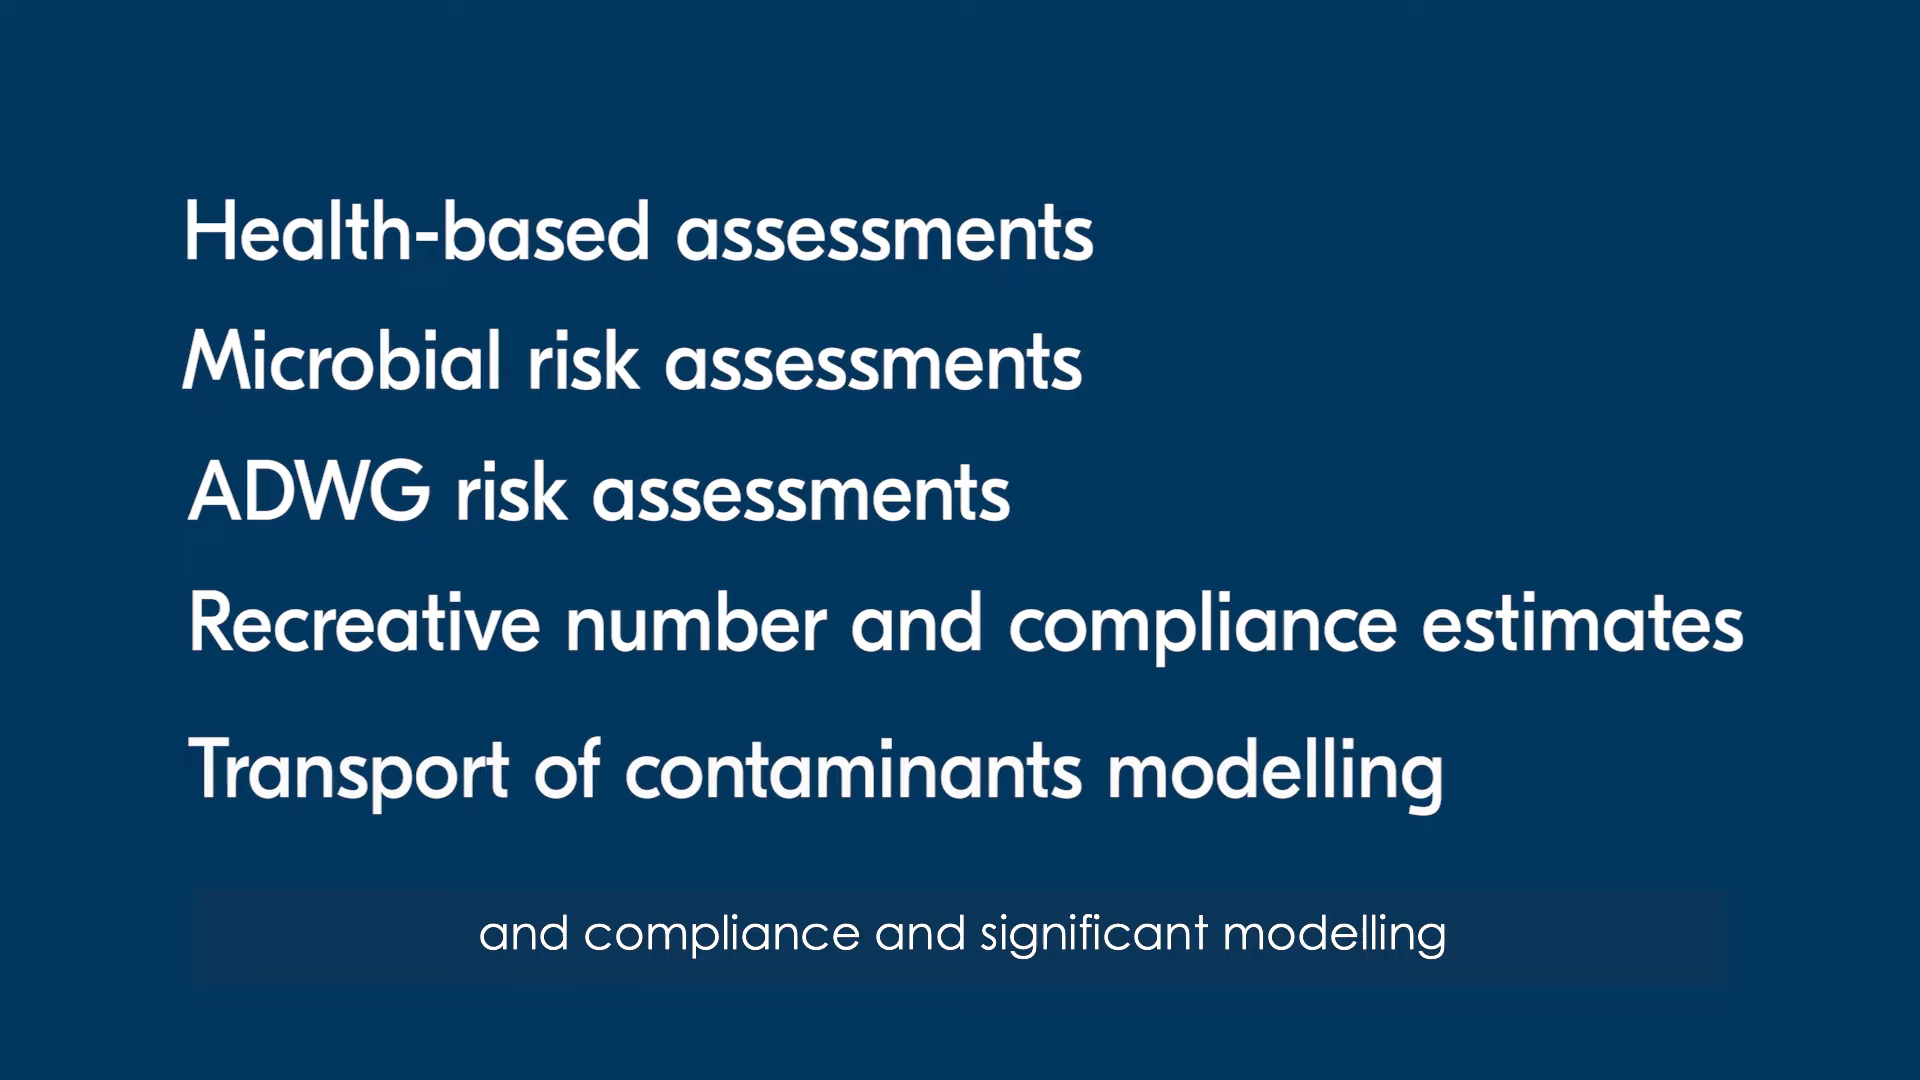 Health-based assessments
Microbial risk assessments
ADWG risk assessments
Recreative number and compliance estimates
Transport of contaminants modelling
and compliance and significant modelling